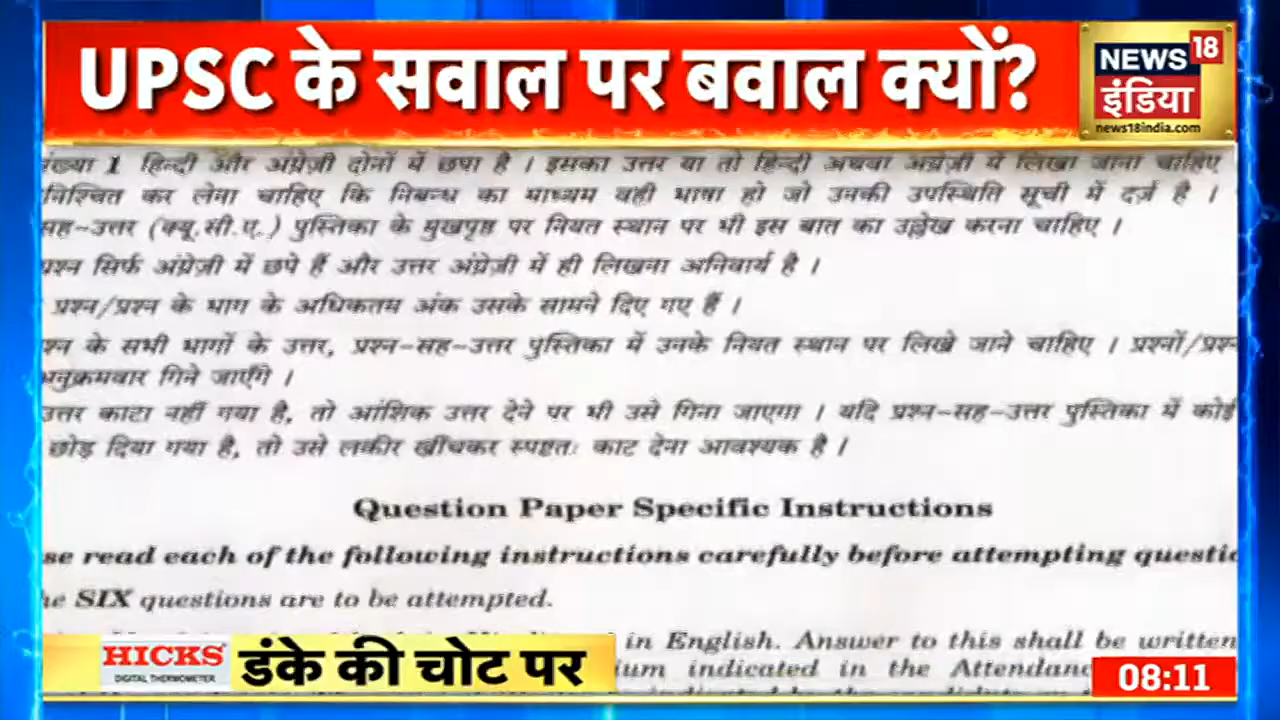 UPSC के सवाल पर बवाल क्यों?
NEWS 18
इंडिया
news18india.com
संख्या 1 हिन्दी और अंग्रेज़ी दोनों में छपा है । इसका उत्तर या तो हिन्दी अथवा अंग्रेज़ी में लिखा जाना चाहिए
निश्चित कर लेना चाहिए कि निबन्ध का माध्यम वही भाषा हो जो उनकी उपस्थिति सूची में दर्ज है ।
सह-उत्तर (क्यू.सी.ए.) पुस्तिका के मुखपृष्ठ पर नियत स्थान पर भी इस बात का उल्लेख करना चाहिए ।
प्रश्न सिर्फ अंग्रेज़ी में छपे हैं और उत्तर अंग्रेज़ी में ही लिखना अनिवार्य है ।
प्रश्न/प्रश्न के भाग के अधिकतम अंक उसके सामने दिए गए हैं ।
श्न के सभी भागों के उत्तर, प्रश्न-सह-उत्तर पुस्तिका में उनके नियत स्थान पर लिखे जाने चाहिए । प्रश्नों/प्रश्न
अनुक्रमवार गिने जाएँगे ।
उत्तर काटा नहीं गया है, तो आंशिक उत्तर देने पर भी उसे गिना जाएगा । यदि प्रश्न-सह-उत्तर पुस्तिका में कोई
छोड़ दिया गया है, तो उसे लकीर खींचकर स्पष्टतः काट देना आवश्यक है ।
Question Paper Specific Instructions
se read each of the following instructions carefully before attempting questio
he SIX questions are to be attempted.
in English. Answer to this shall be written
ium indicated in the Attendanc
HICKS
DIGITAL THERMOMETER
डंके की चोट पर
08:11